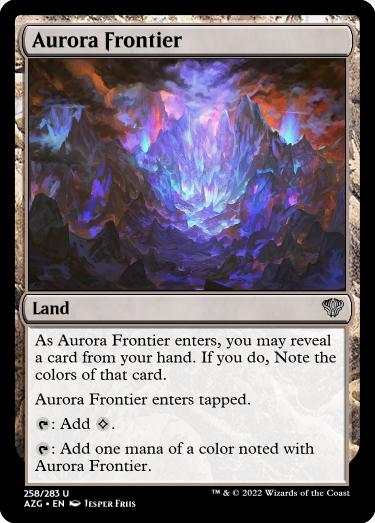 Aurora Frontier
Land
As Aurora Frontier enters, you may reveal
a card from your hand. If you do, Note the
colors of that card.
Aurora Frontier enters tapped.
: Add .
: Add one mana of a color noted with
Aurora Frontier.
258/283 U
AZG • EN Jesper Friis
™ & © 2022 Wizards of the Coast